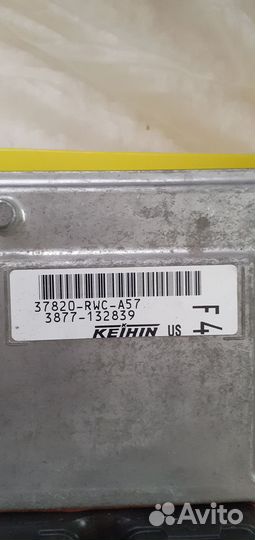 37820-RWC-A57
3877-132839
KEIHIN US
F4
Avito